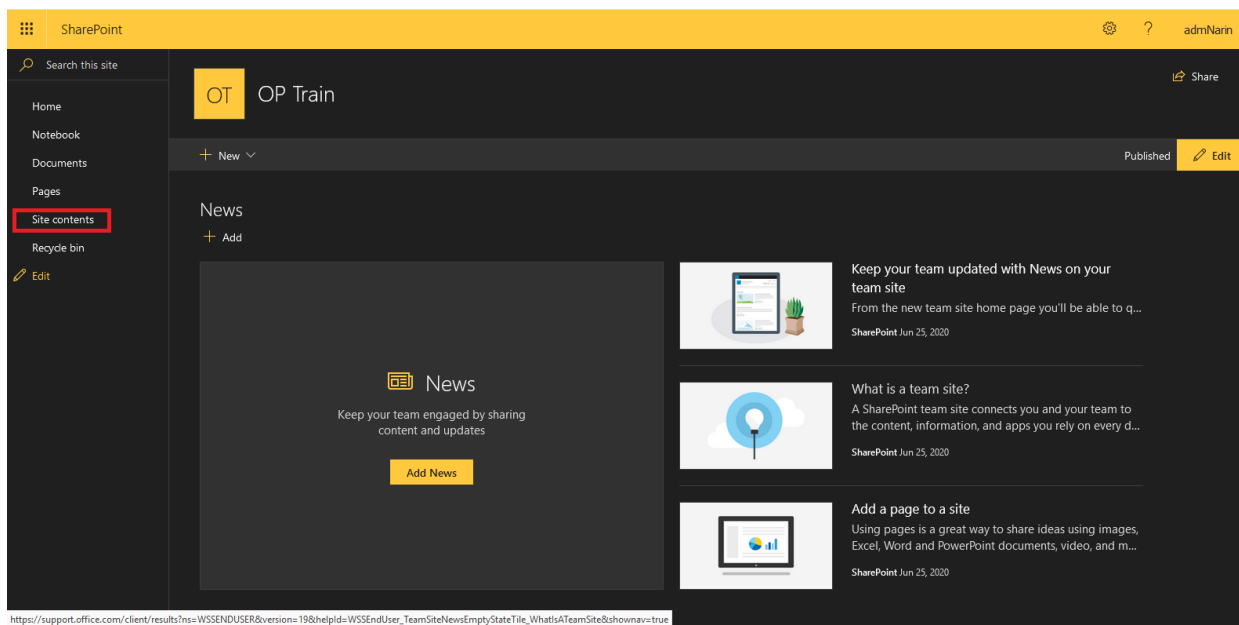 SharePoint
? admNarin
Search this site
Home
Notebook
Documents
Pages
Site contents
Recycle bin
Edit
OT OP Train
Share
+ New
Published Edit
News
+ Add
News
Keep your team engaged by sharing
content and updates
Add News
Keep your team updated with News on your
team site
From the new team site home page you'll be able to q...
SharePoint Jun 25, 2020
What is a team site?
A SharePoint team site connects you and your team to
the content, information, and apps you rely on every d...
SharePoint Jun 25, 2020
Add a page to a site
Using pages is a great way to share ideas using images,
Excel, Word and PowerPoint documents, video, and m...
SharePoint Jun 25, 2020
https://support.office.com/client/results?ns=WSSENDUSER&version=19&helpId=WSSEndUser_TeamSiteNewsEmptyStateTile_WhatIsATeamSite&shownav=true